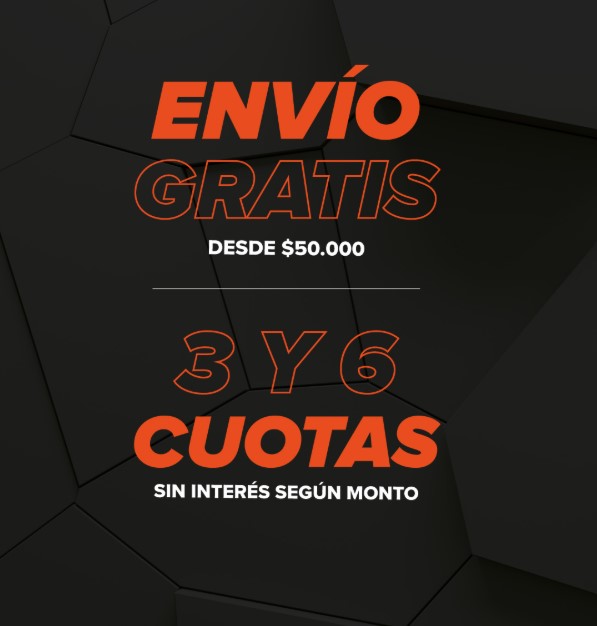 ENVÍO
GRATIS
DESDE $50.000
3 Y 6
CUOTAS
SIN INTERÉS SEGÚN MONTO